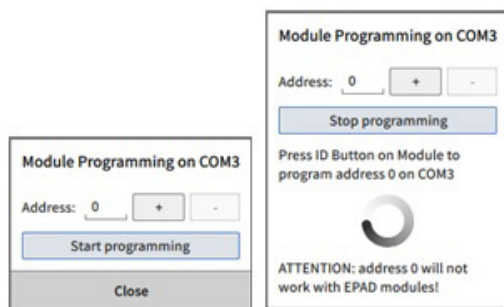 Module Programming on COM3
Address: 0 + -
Start programming
Close
Module Programming on COM3
Address: 0 + -
Stop programming
Press ID Button on Module to
program address 0 on COM3
ATTENTION: address 0 will not
work with EPAD modules!